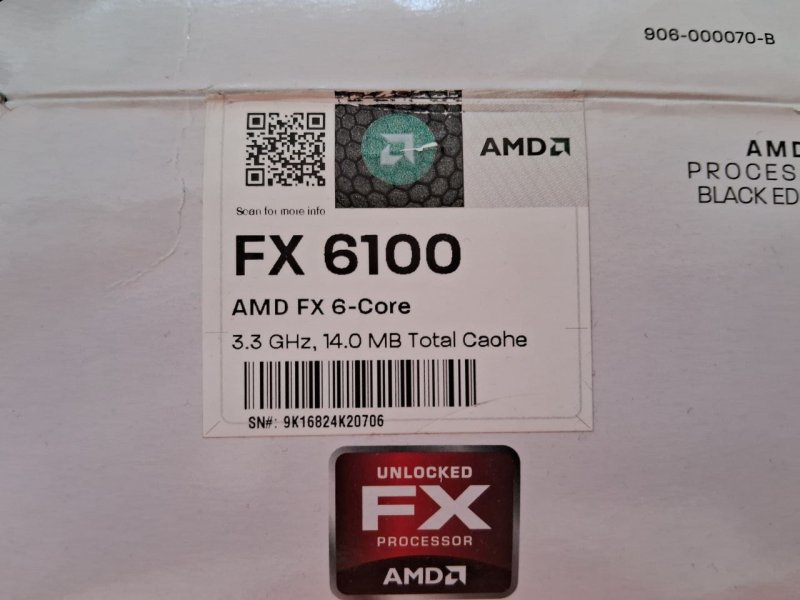 906-000070-B
AMD
Scan for more info
AMD
PROCES
BLACK ED
FX 6100
AMD FX 6-Core
3.3 GHz, 14.0 MB Total Cache
SN#: 9K16824K20706
UNLOCKED
FX
PROCESSOR
AMD